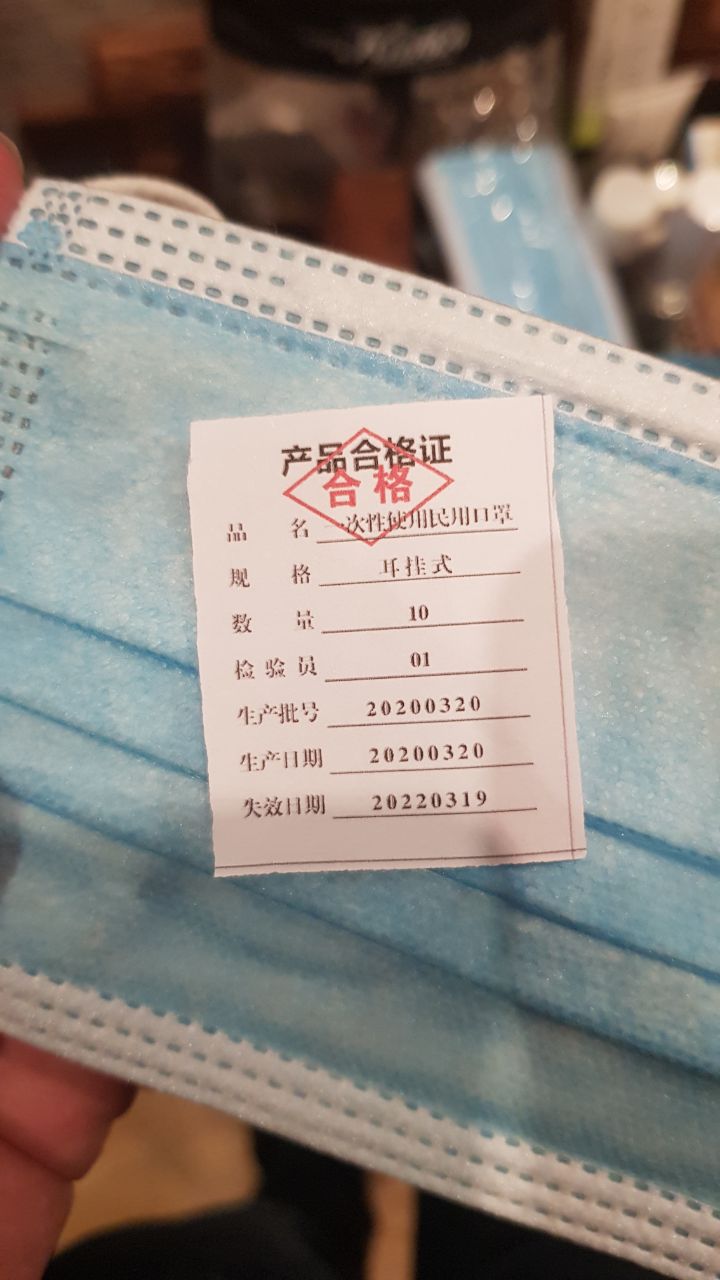 产品合格证
合格
品 名 一次性使用民用口罩
规 格 耳挂式
数 量 10
检验员 01
生产批号 20200320
生产日期 20200320
失效日期 20220319